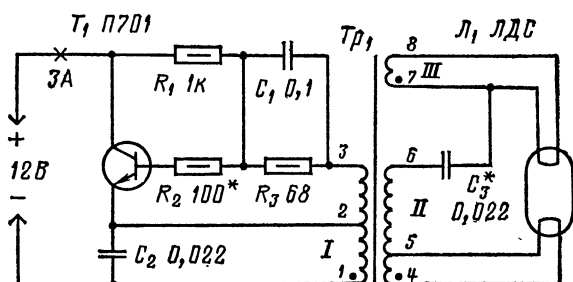 T₁ П701
Тр₁
Л₁ ЛДС
8
7
III
3А
R₁ 1к
C₁ 0,1
+
12В
−
R₂ 100*
R₃ 68
3
6
C₃*
0,022
2
II
C₂ 0,022
I
5
1
4